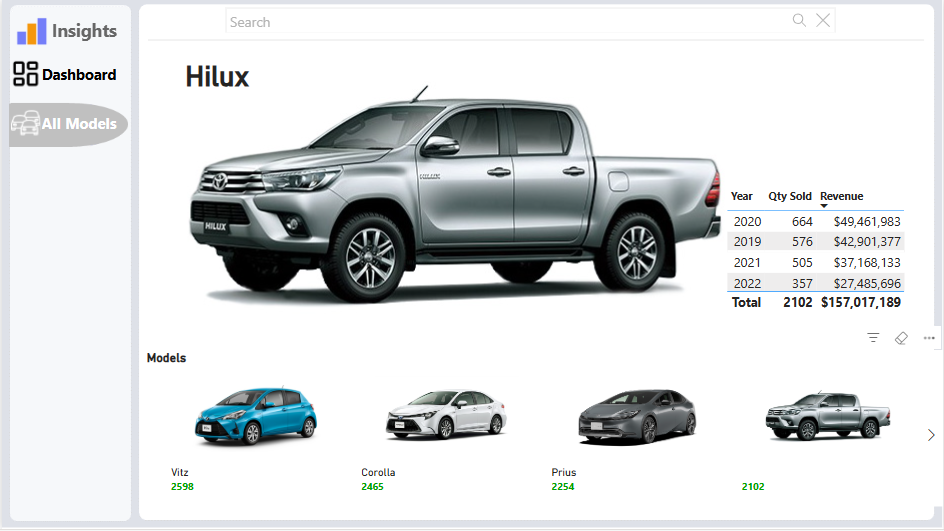 Insights
Dashboard
All Models
Search
Hilux
HILUX
HILUX
Year Qty Sold Revenue
2020 664 $49,461,983
2019 576 $42,901,377
2021 505 $37,168,133
2022 357 $27,485,696
Total 2102 $157,017,189
Models
Vitz Corolla Prius
2598 2465 2254 2102